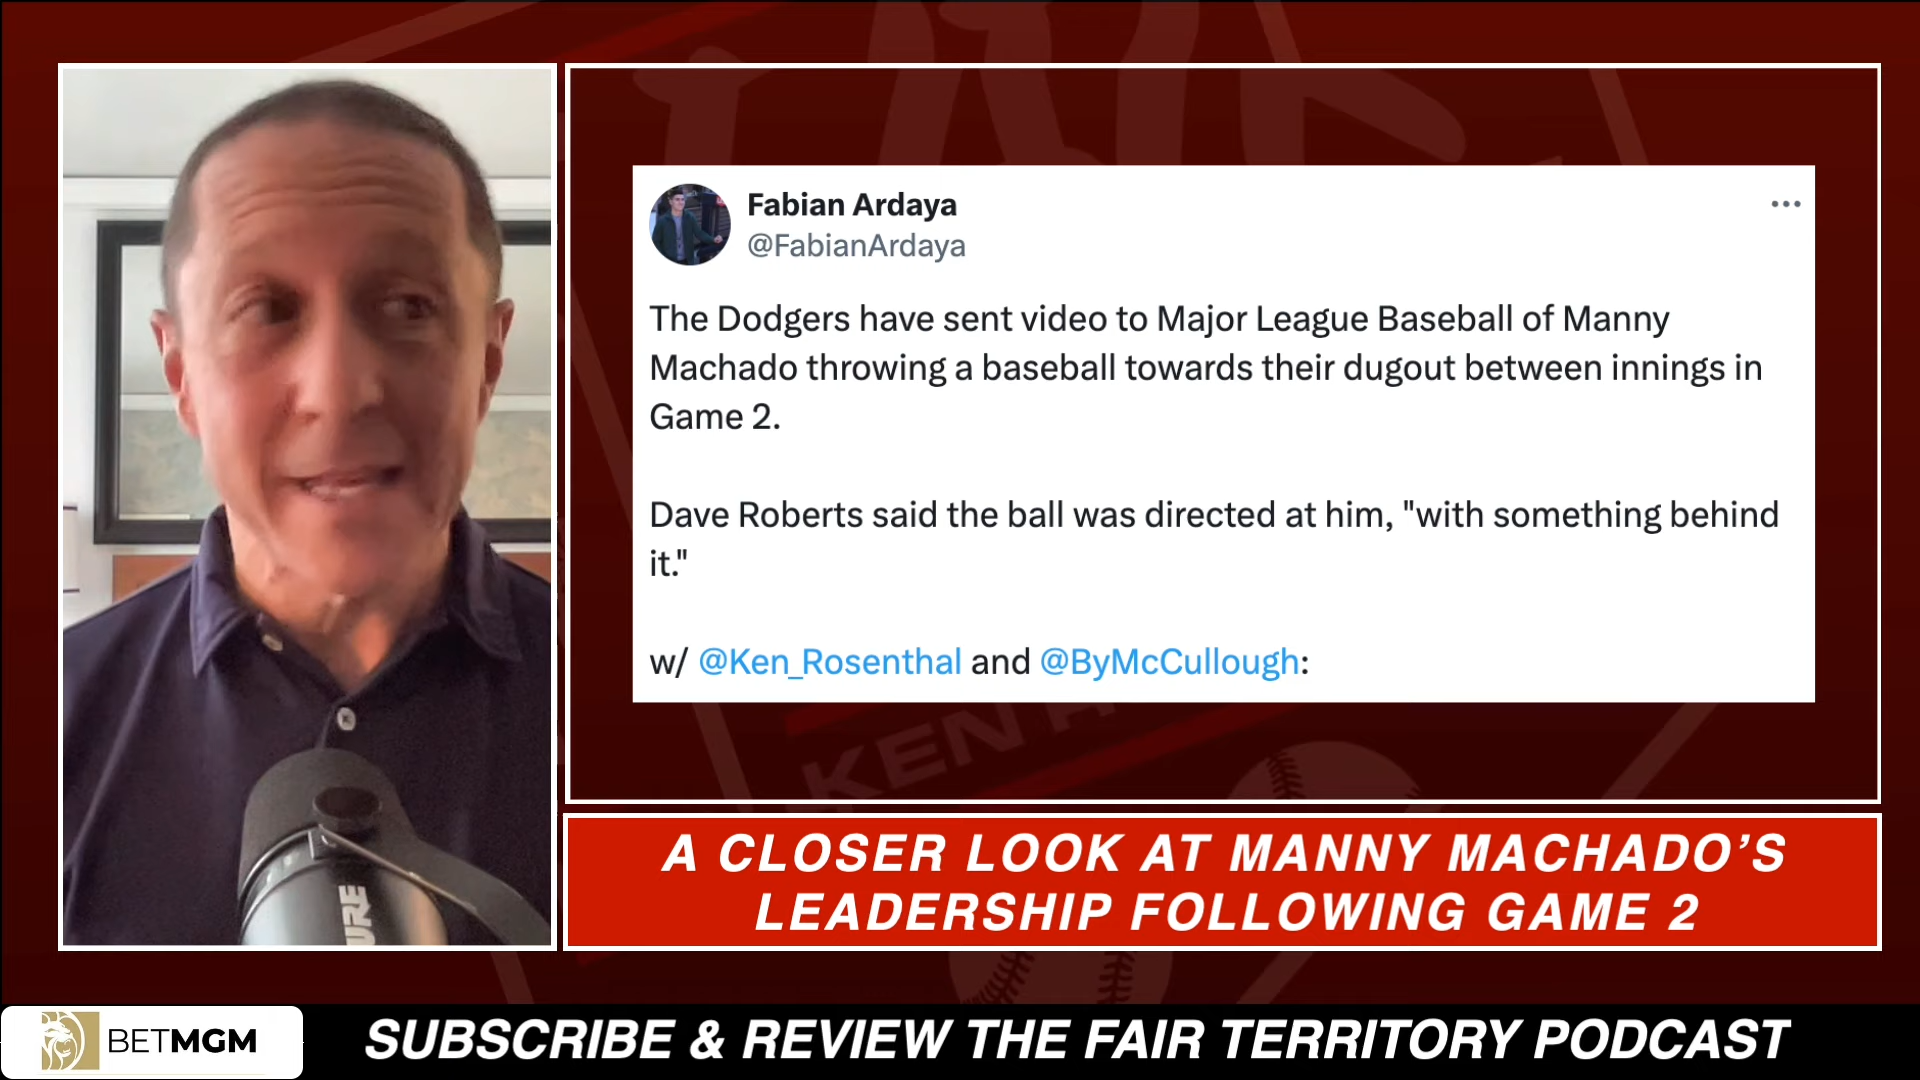 Fabian Ardaya
@FabianArdaya
The Dodgers have sent video to Major League Baseball of Manny
Machado throwing a baseball towards their dugout between innings in
Game 2.
Dave Roberts said the ball was directed at him, "with something behind
it."
w/ @Ken_Rosenthal and @ByMcCullough:
KEN
URE
A CLOSER LOOK AT MANNY MACHADO’S
LEADERSHIP FOLLOWING GAME 2
BETMGM
SUBSCRIBE & REVIEW THE FAIR TERRITORY PODCAST